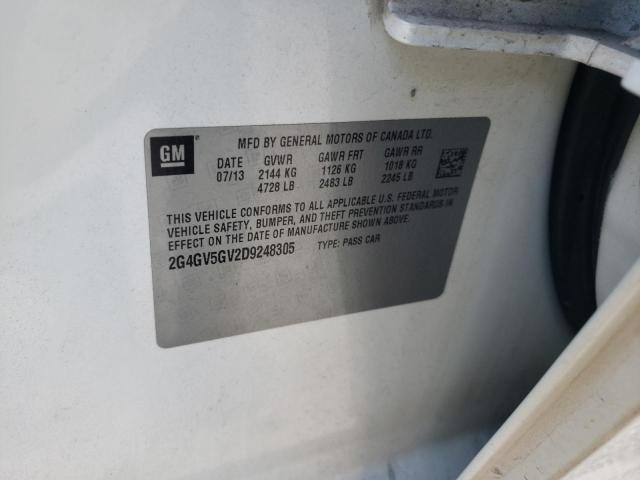 GM
MFD BY GENERAL MOTORS OF CANADA LTD.
DATE GVWR GAWR FRT GAWR RR
07/13 2144 KG 1126 KG 1018 KG
4728 LB 2483 LB 2245 LB
THIS VEHICLE CONFORMS TO ALL APPLICABLE U.S. FEDERAL MOTOR
VEHICLE SAFETY, BUMPER, AND THEFT PREVENTION STANDARDS IN
EFFECT ON THE DATE OF MANUFACTURE SHOWN ABOVE.
2G4GV5GV2D9248305 TYPE: PASS CAR